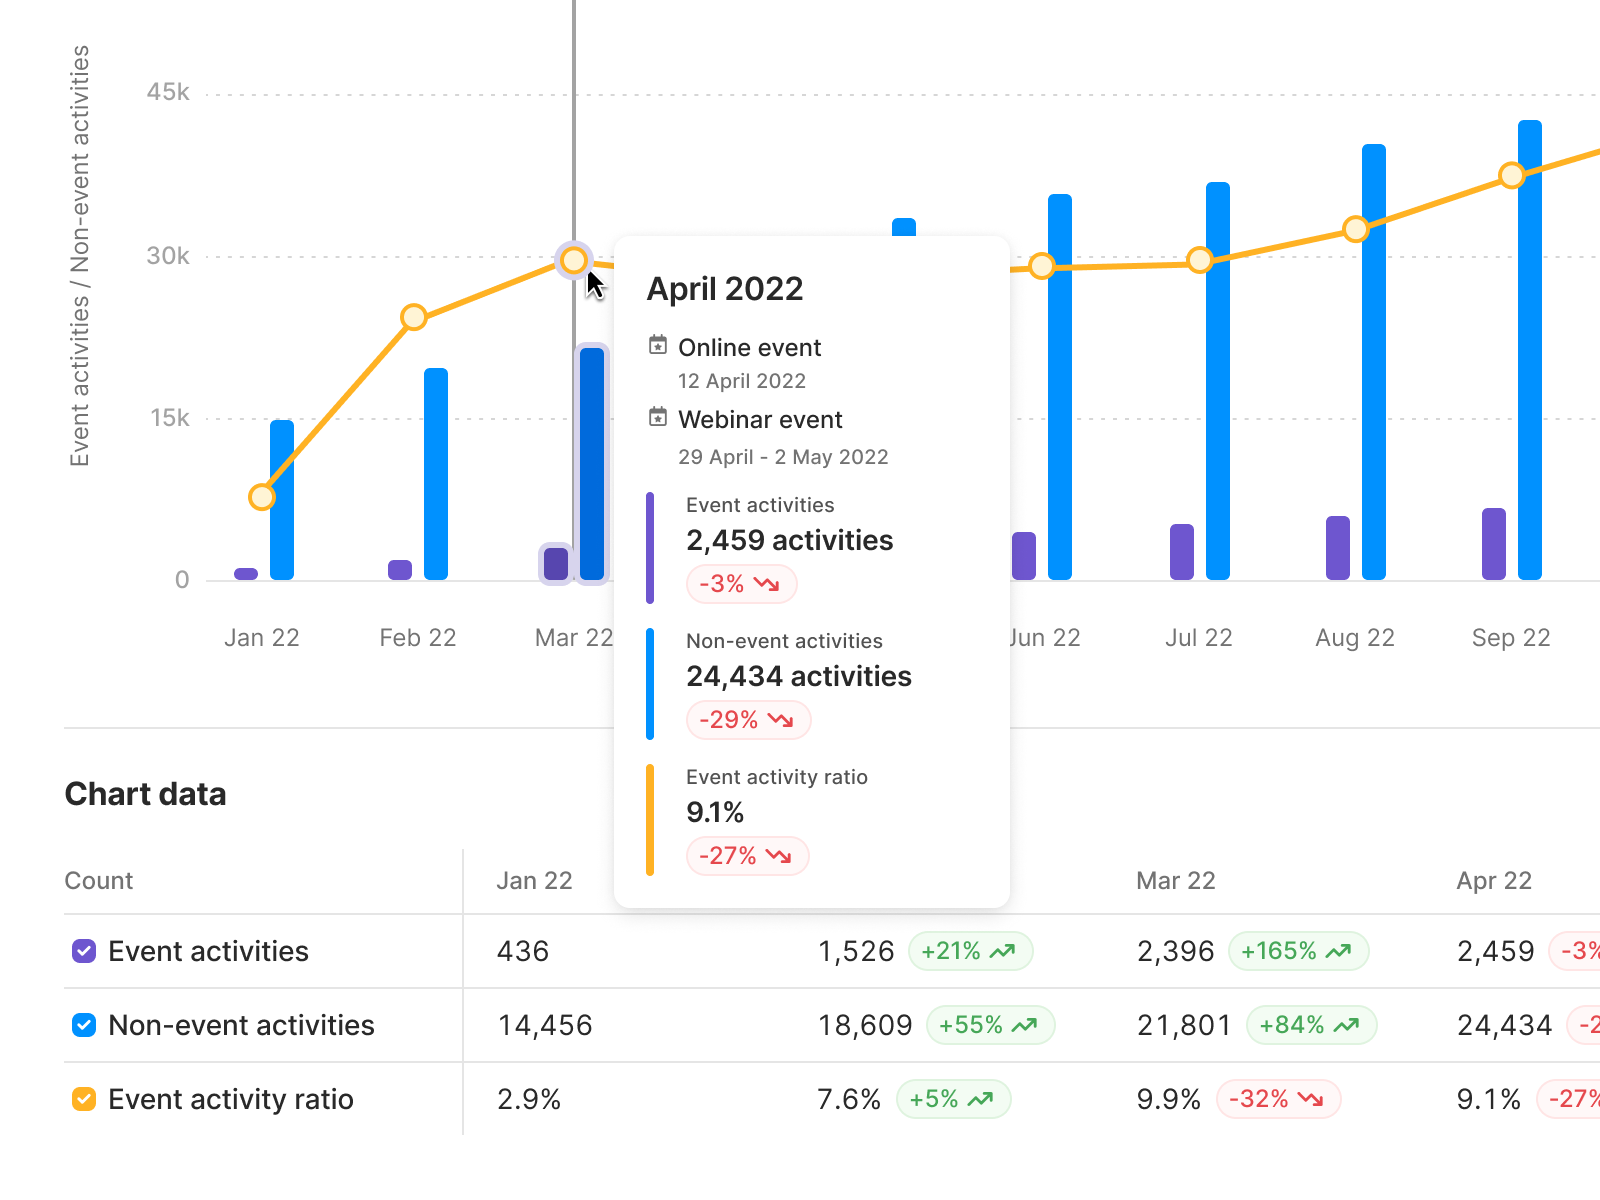 Event activities / Non-event activities
45k
30k
15k
0
Jan 22
Feb 22
Mar 22
Jun 22
Jul 22
Aug 22
Sep 22
April 2022
Online event
12 April 2022
Webinar event
29 April - 2 May 2022
Event activities
2,459 activities
-3%
Non-event activities
24,434 activities
-29%
Event activity ratio
9.1%
-27%
Chart data
Count Jan 22 Mar 22 Apr 22
Event activities 436 1,526 +21% 2,396 +165% 2,459 -3%
Non-event activities 14,456 18,609 +55% 21,801 +84% 24,434 -2
Event activity ratio 2.9% 7.6% +5% 9.9% -32% 9.1% -27%